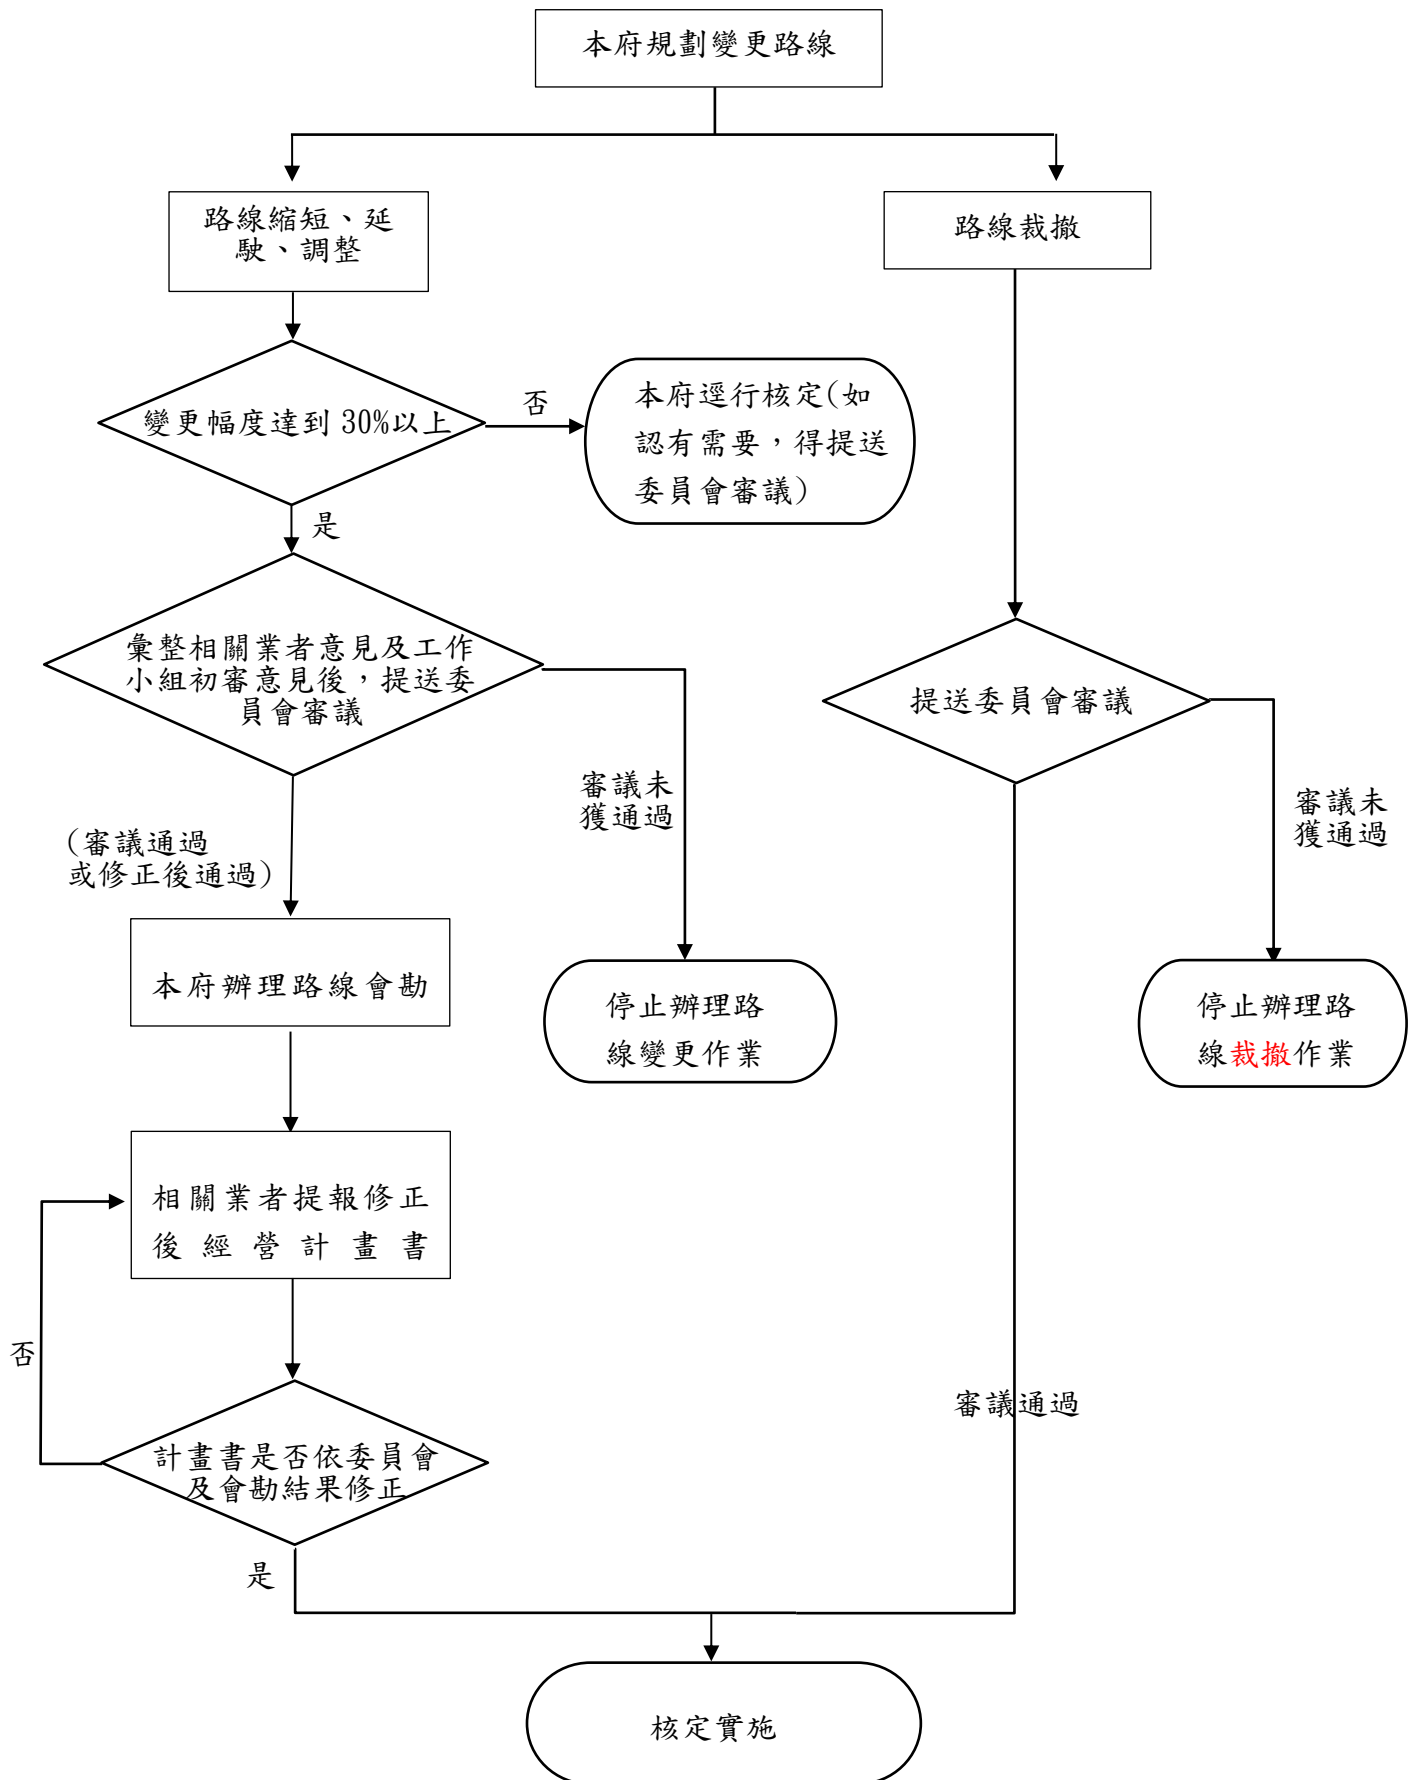 本府規劃變更路線
路線縮短、延
駛、調整
路線裁撤
變更幅度達到 30%以上
否
本府逕行核定(如
認有需要，得提送
委員會審議)
是
彙整相關業者意見及工作
小組初審意見後，提送委
員會審議
提送委員會審議
審議未
獲通過
審議未
獲通過
(審議通過
或修正後通過)
本府辦理路線會勘
停止辦理路
線變更作業
停止辦理路
線裁撤作業
相關業者提報修正
後經營計畫書
否
審議通過
計畫書是否依委員會
及會勘結果修正
是
核定實施